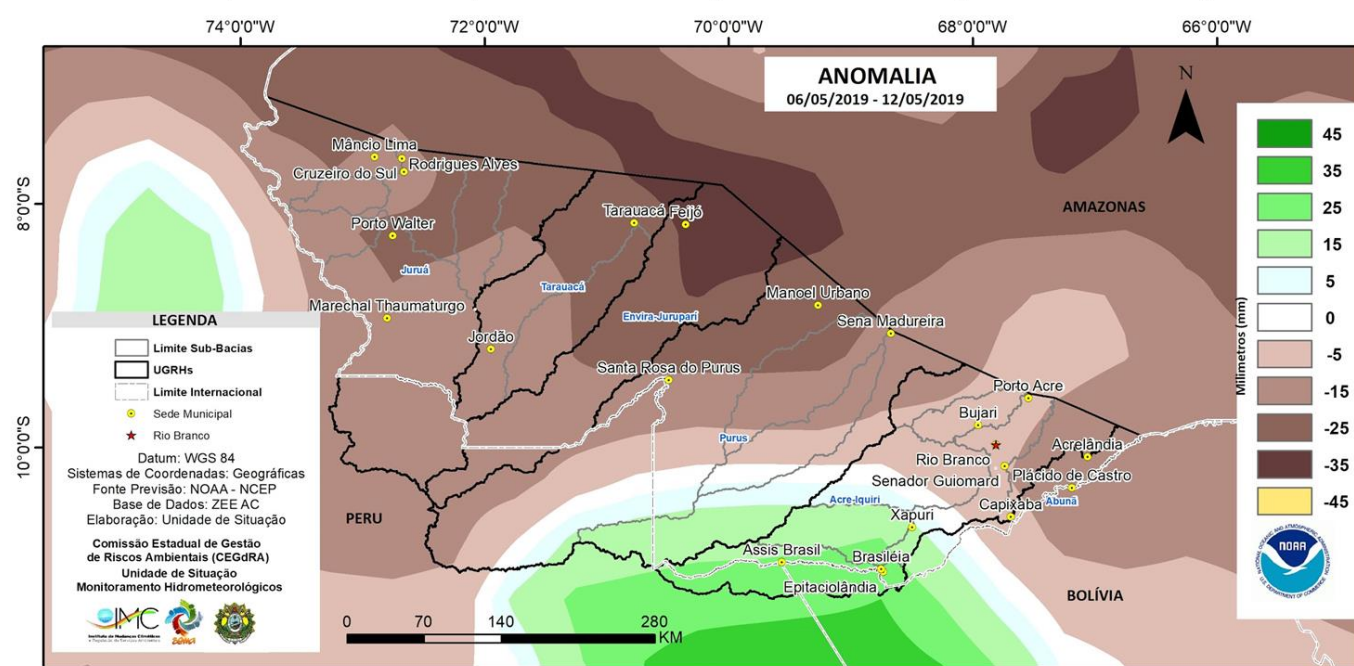 74°0'0"W 72°0'0"W 70°0'0"W 68°0'0"W 66°0'0"W
ANOMALIA
06/05/2019 - 12/05/2019
N
8°0'0"S
10°0'0"S
Mâncio Lima
Rodrigues Alves
Cruzeiro do Sul
Porto Walter
Juruá
Marechal Thaumaturgo
Jordão
Tarauacá
Feijó
Tarauacá
Envira-Juruparí
Manoel Urbano
Sena Madureira
Santa Rosa do Purus
Purus
Porto Acre
Bujari
Acrelândia
Rio Branco
Plácido de Castro
Senador Guiomard
Capixaba
Abunã
Acre-Iquiri
Xapuri
Assis Brasil
Brasiléia
Epitaciolândia
AMAZONAS
PERU
BOLÍVIA
LEGENDA
Limite Sub-Bacias
UGRHs
Limite Internacional
Sede Municipal
Rio Branco
Datum: WGS 84
Sistemas de Coordenadas: Geográficas
Fonte Previsão: NOAA - NCEP
Base de Dados: ZEE AC
Elaboração: Unidade de Situação
Comissão Estadual de Gestão
de Riscos Ambientais (CEGdRA)
Unidade de Situação
Monitoramento Hidrometeorológicos
IMC
sema
0 70 140 280
KM
Milímetros (mm)
45
35
25
15
5
0
-5
-15
-25
-35
-45
NOAA